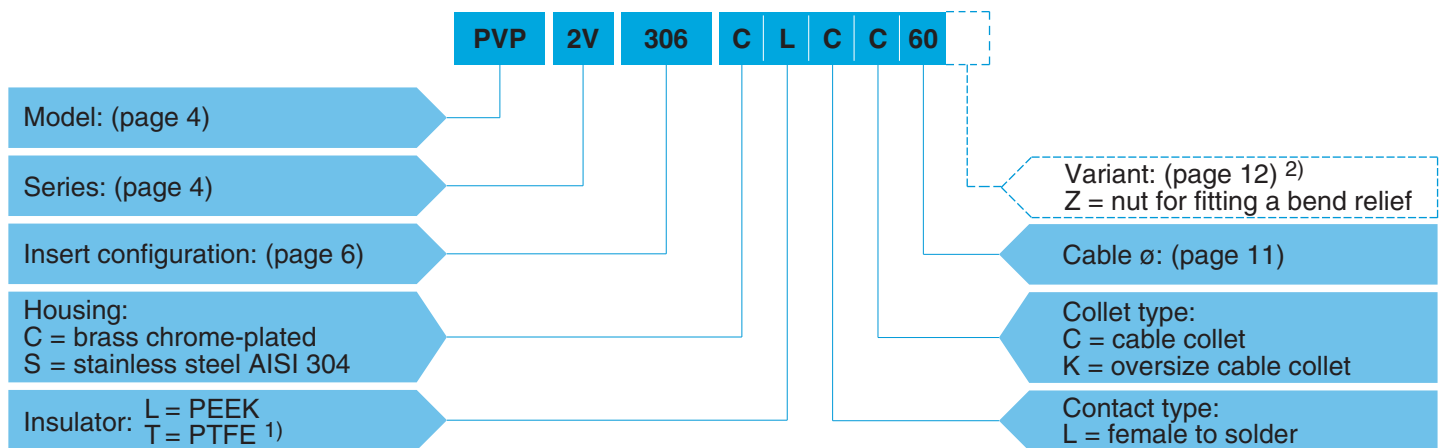 PVP 2V 306 C L C C 60
Model: (page 4)
Series: (page 4)
Insert configuration: (page 6)
Housing:
C = brass chrome-plated
S = stainless steel AISI 304
Insulator: L = PEEK
T = PTFE 1)
Variant: (page 12) 2)
Z = nut for fitting a bend relief
Cable ø: (page 11)
Collet type:
C = cable collet
K = oversize cable collet
Contact type:
L = female to solder